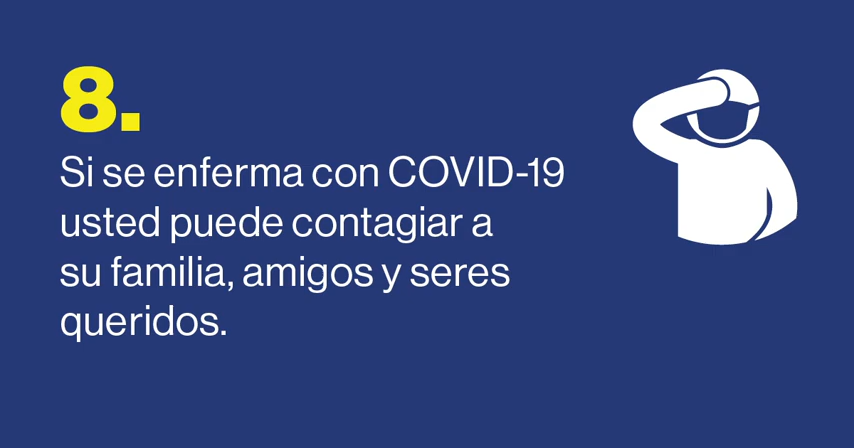 8.
Si se enferma con COVID-19
usted puede contagiar a
su familia, amigos y seres
queridos.